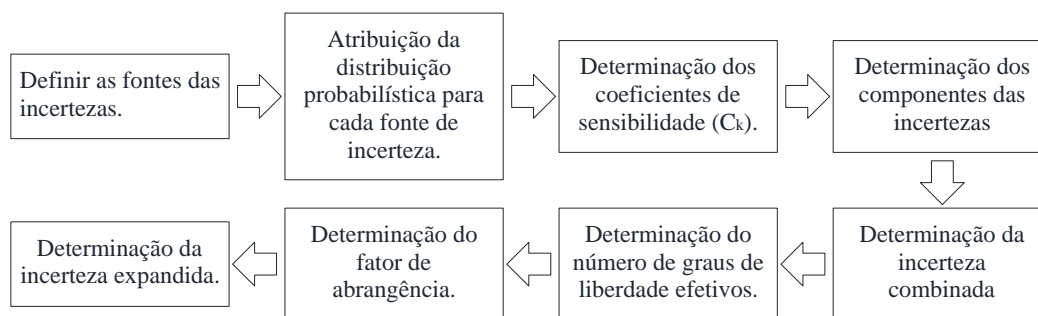 Definir as fontes das
incertezas.
Atribuição da
distribuição
probabilística para
cada fonte de
incerteza.
Determinação dos
coeficientes de
sensibilidade (Ck).
Determinação dos
componentes das
incertezas
Determinação da
incerteza
combinada
Determinação do
número de graus de
liberdade efetivos.
Determinação do
fator de
abrangência.
Determinação da
incerteza expandida.